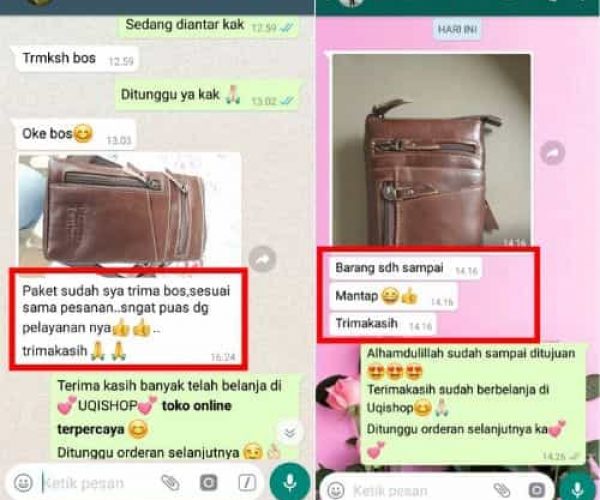 Sedang diantar kak 12.59
Trmksh bos 12.59
Ditunggu ya kak 🙏 13.02
Oke bos😊 13.03
Paket sudah sya trima bos,sesuai
sama pesanan..sngat puas dg
pelayanan nya👍👍..
trimakasih🙏🙏 16:24
Terima kasih banyak telah belanja di
💕UQISHOP💕 toko online
terpercaya 😊
Ditunggu orderan selanjutnya 😉👌
Ketik pesan
HARI INI
14.16
Barang sdh sampai 14.16
Mantap 😄👍 14.16
Trimakasih 14.16
Alhamdulillah sudah sampai ditujuan
😍😍😍
Terimakasih sudah berbelanja di
Uqishop😊🙏
Ditunggu orderan selanjutnya ka💕
💕 14.26
Ketik pesan